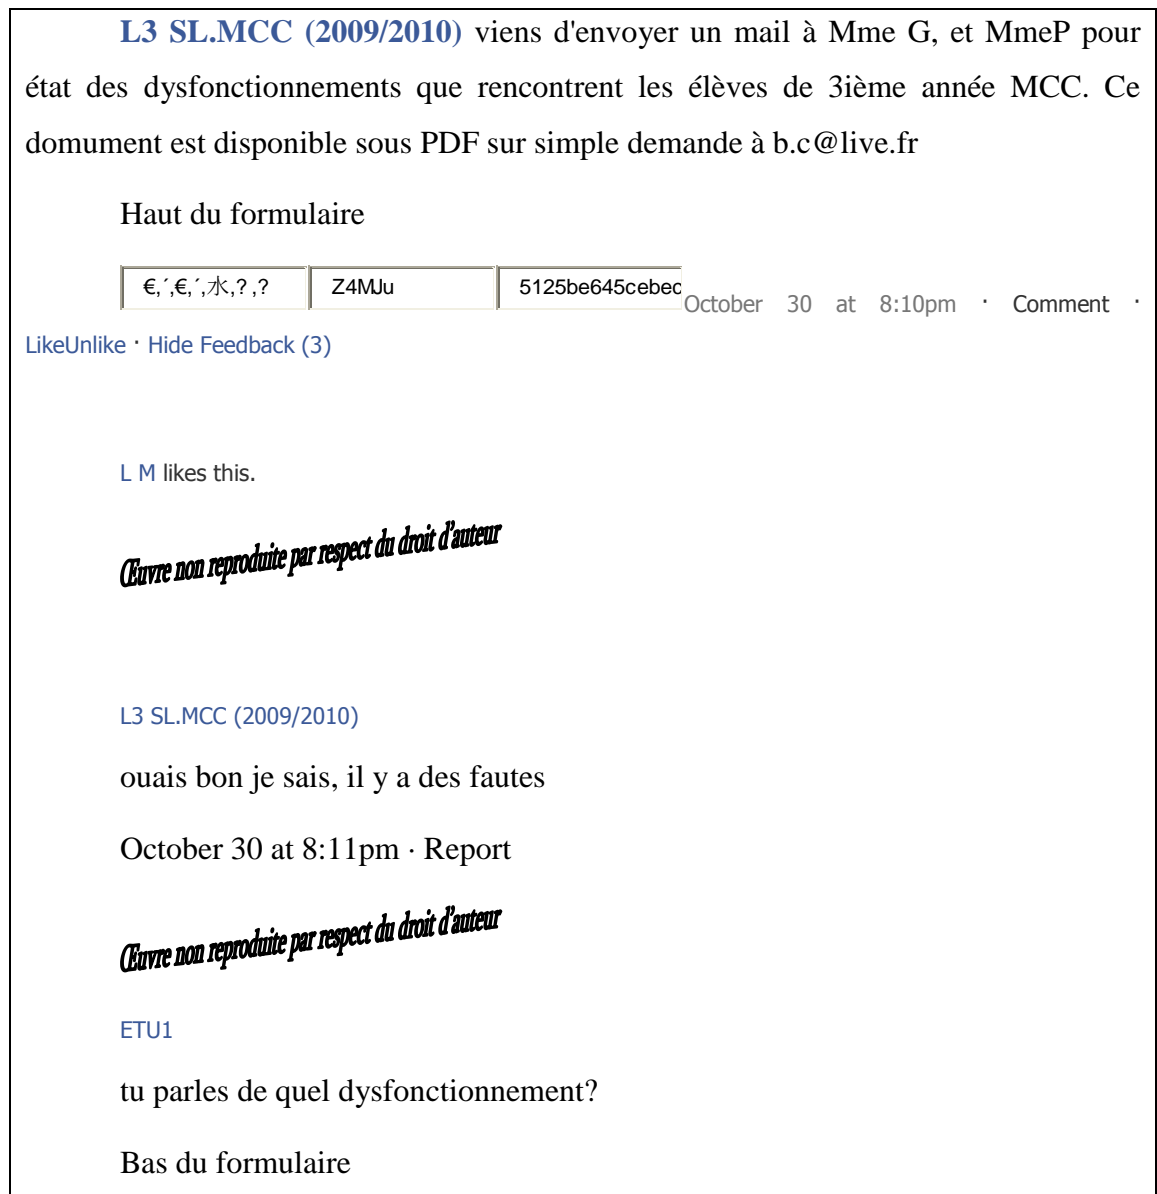 L3 SL.MCC (2009/2010) viens d'envoyer un mail à Mme G, et MmeP pour
état des dysfonctionnements que rencontrent les élèves de 3ième année MCC. Ce
domument est disponible sous PDF sur simple demande à b.c@live.fr
Haut du formulaire
€,´,€,´,水,?,? Z4MJu 5125be645cebec October 30 at 8:10pm · Comment ·
LikeUnlike · Hide Feedback (3)
L M likes this.
Œuvre non reproduite par respect du droit d'auteur
L3 SL.MCC (2009/2010)
ouais bon je sais, il y a des fautes
October 30 at 8:11pm · Report
Œuvre non reproduite par respect du droit d'auteur
ETU1
tu parles de quel dysfonctionnement?
Bas du formulaire